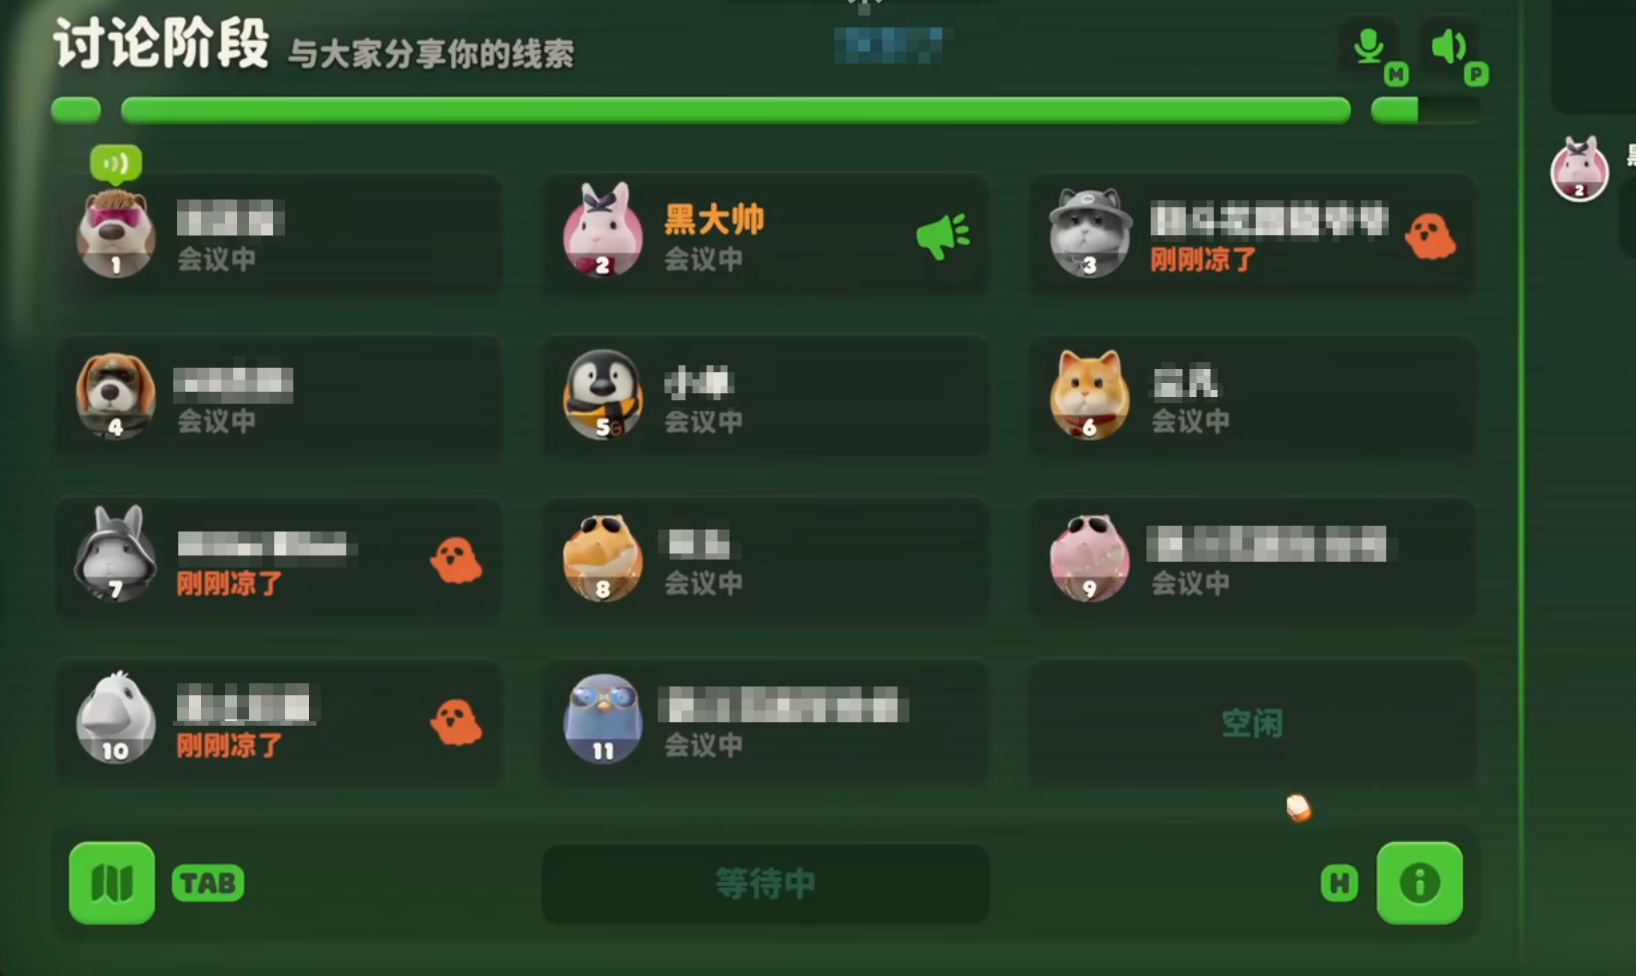 讨论阶段 与大家分享你的线索
M P
1 会议中
2 黑大帅 会议中
3 刚刚凉了
2
4 会议中
5 会议中
6 会议中
7 刚刚凉了
8 会议中
9 会议中
10 刚刚凉了
11 会议中
空闲
TAB 等待中 H